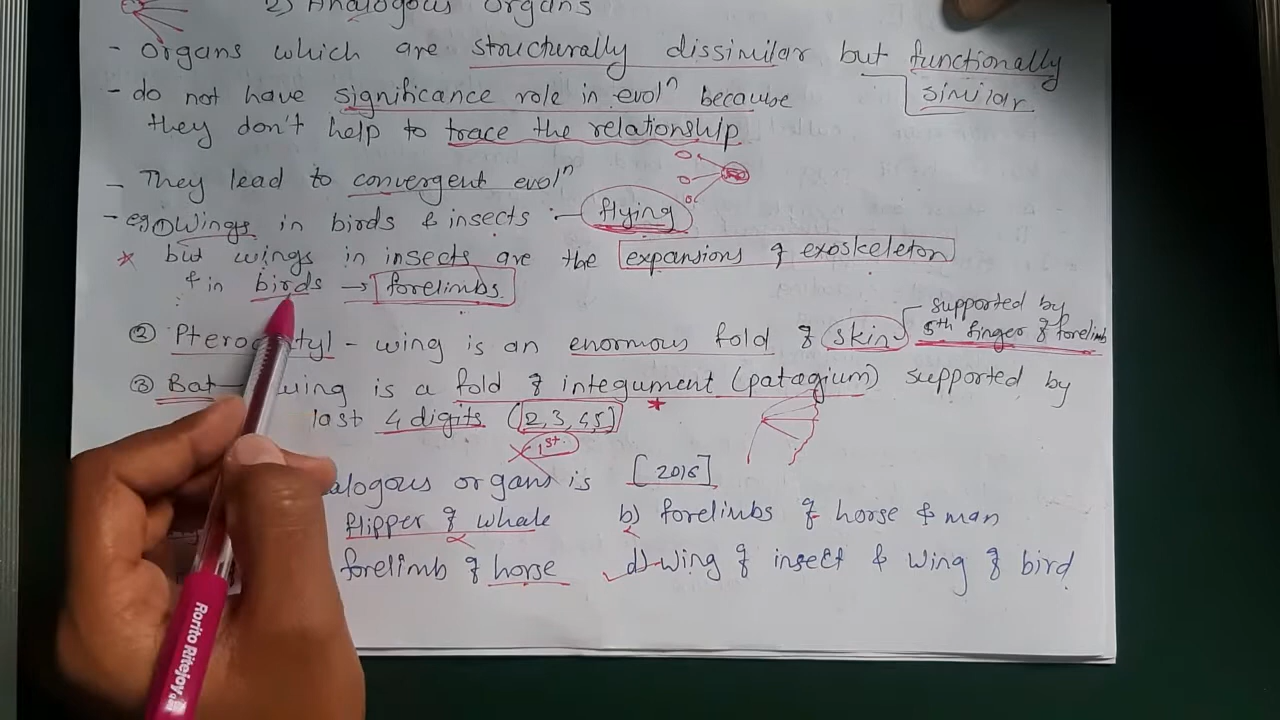 2) Analogous Organs
- Organs which are structurally dissimilar but functionally
similar
- do not have significance role in evolⁿ because
they don't help to trace the relationship
- They lead to convergent evolⁿ
- eg ① Wings in birds & insects :- flying
* but wings in insects are the expansions of exoskeleton
& in birds → forelimbs
② Pterodactyl - wing is an enormous fold of skin
supported by
5th finger of forelimb
③ Bat - wing is a fold of integument (patagium) supported by
last 4 digits (2,3,4,5)
1st
alogous organs is [2016]
flipper of whale b) forelimbs of horse & man
forelimb of horse d) wing of insect & wing of bird
Rorito Ritejoy